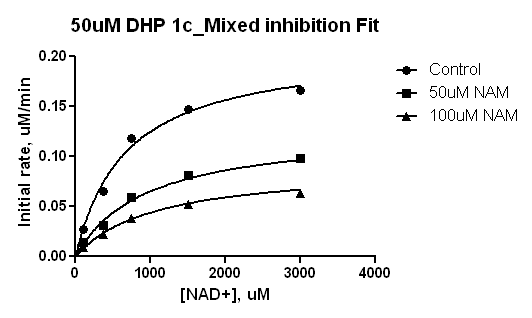 50uM DHP 1c_Mixed inhibition Fit
Initial rate, uM/min
0.20
0.15
0.10
0.05
0.00
0
1000
2000
3000
4000
[NAD+], uM
Control
50uM NAM
100uM NAM